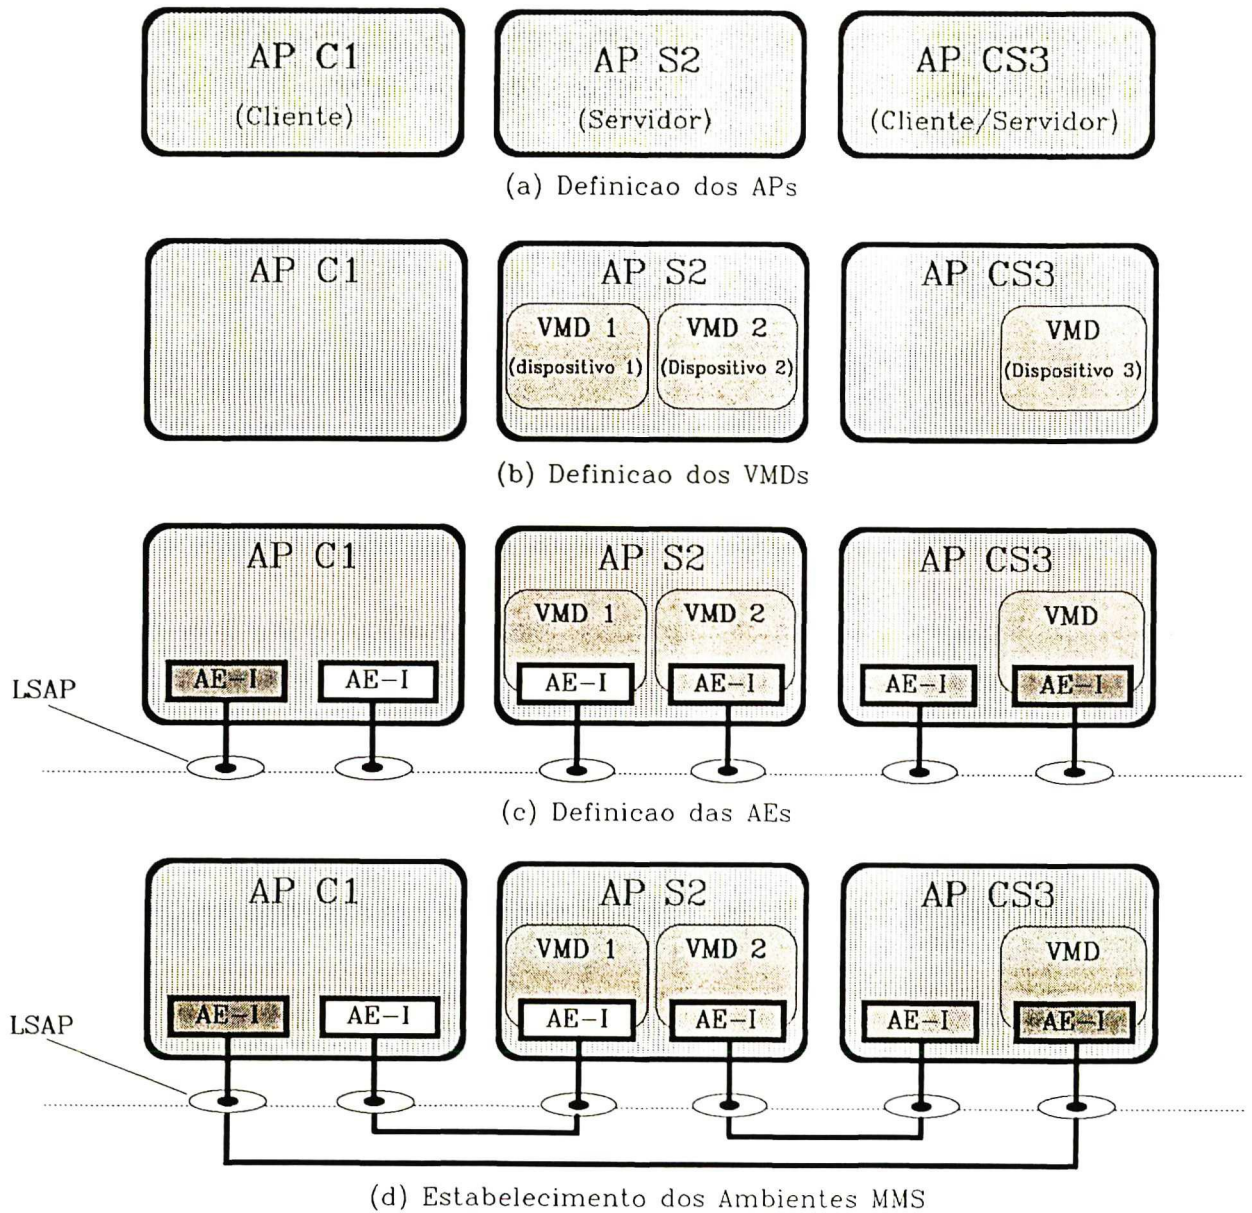 AP C1
(Cliente)
AP S2
(Servidor)
AP CS3
(Cliente/Servidor)
(a) Definicao dos APs
AP C1
AP S2
VMD 1
(dispositivo 1)
VMD 2
(Dispositivo 2)
AP CS3
VMD
(Dispositivo 3)
(b) Definicao dos VMDs
AP C1
AP S2
AP CS3
VMD 1
VMD 2
VMD
LSAP
AE-I
AE-I
AE-I
AE-I
AE-I
AE-I
(c) Definicao das AEs
AP C1
AP S2
AP CS3
VMD 1
VMD 2
VMD
LSAP
AE-I
AE-I
AE-I
AE-I
AE-I
AE-I
(d) Estabelecimento dos Ambientes MMS